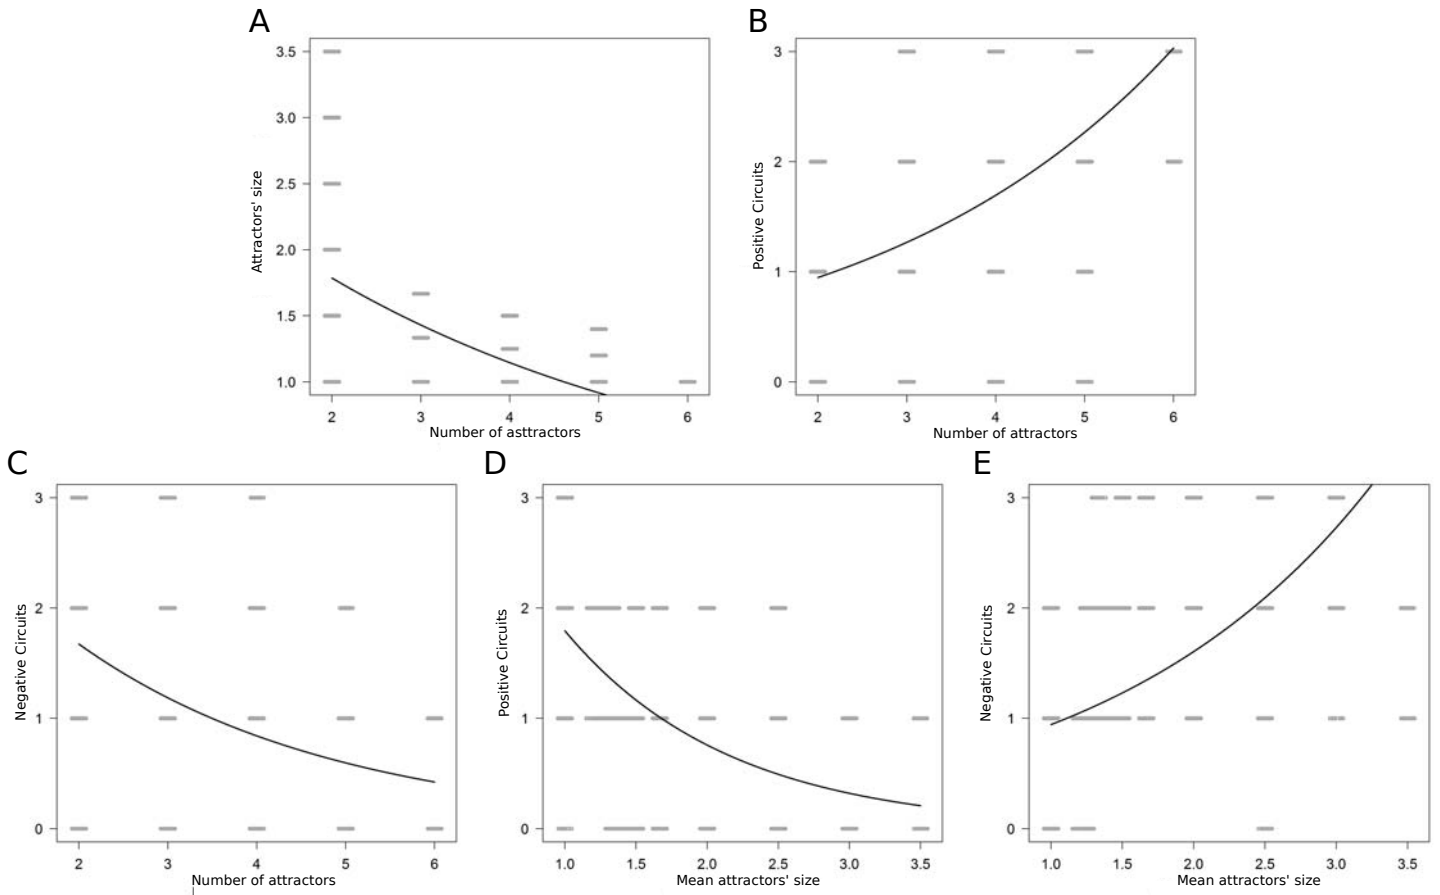 A
3.5
3.0
2.5
2.0
1.5
1.0
Attractors' size
2 3 4 5 6
Number of asttractors
B
3
2
1
0
Positive Circuits
2 3 4 5 6
Number of attractors
C
3
2
1
0
Negative Circuits
2 3 4 5 6
Number of attractors
D
3
2
1
0
Positive Circuits
1.0 1.5 2.0 2.5 3.0 3.5
Mean attractors' size
E
3
2
1
0
Negative Circuits
1.0 1.5 2.0 2.5 3.0 3.5
Mean attractors' size